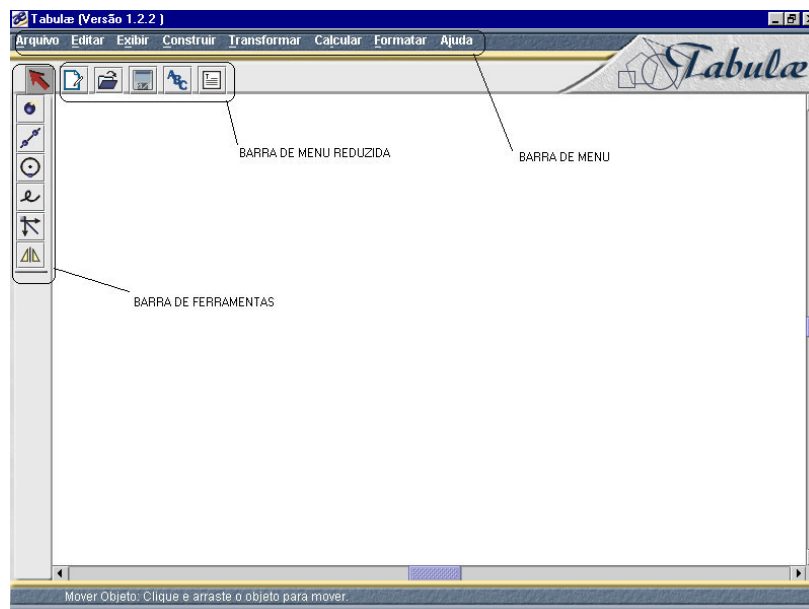 Tabulæ (Versão 1.2.2 )
Arquivo Editar Exibir Construir Transformar Calcular Formatar Ajuda
Tabulæ
ABC
BARRA DE MENU REDUZIDA
BARRA DE MENU
BARRA DE FERRAMENTAS
Mover Objeto: Clique e arraste o objeto para mover.